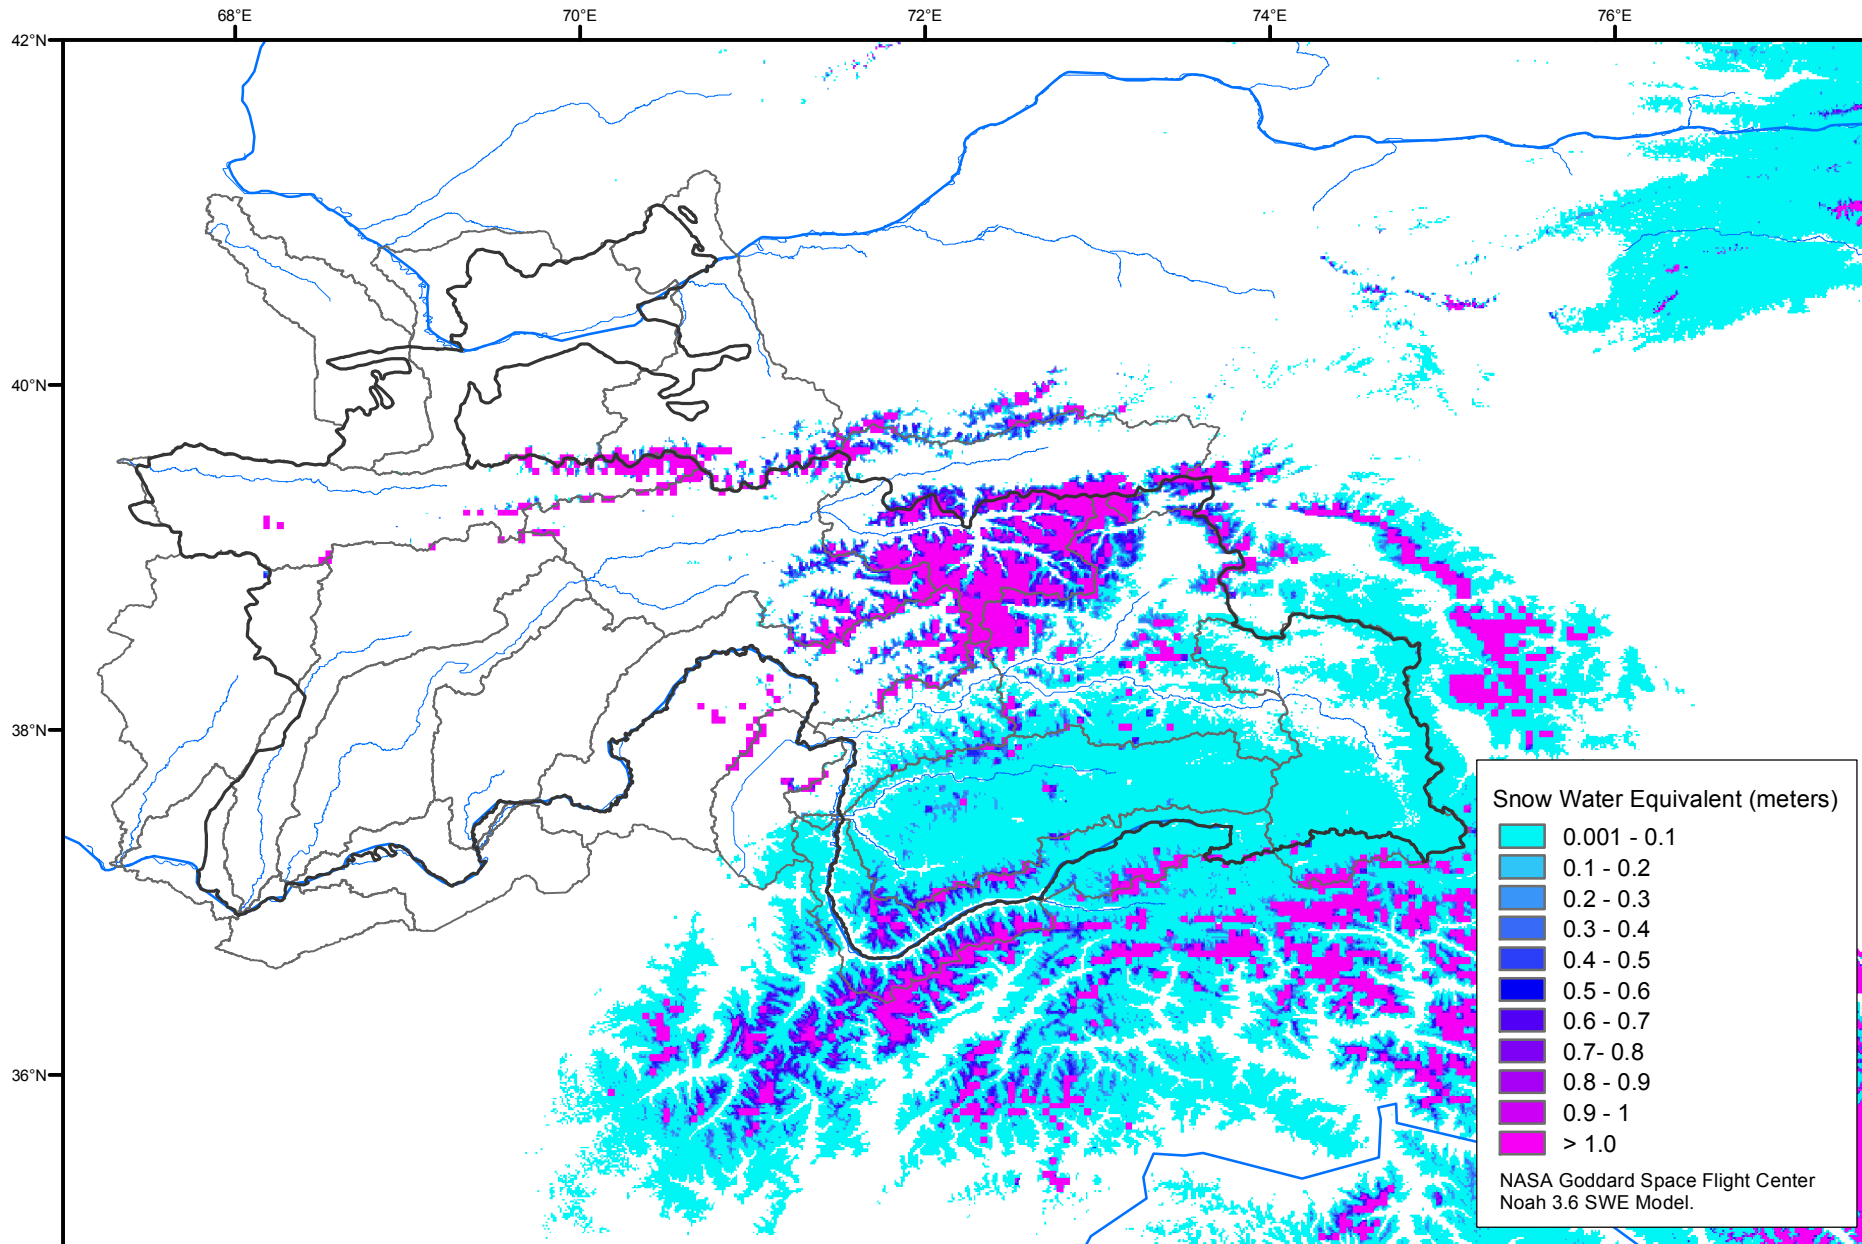 68°E 70°E 72°E 74°E 76°E
42°N
40°N
38°N
36°N
Snow Water Equivalent (meters)
0.001 - 0.1
0.1 - 0.2
0.2 - 0.3
0.3 - 0.4
0.4 - 0.5
0.5 - 0.6
0.6 - 0.7
0.7- 0.8
0.8 - 0.9
0.9 - 1
> 1.0
NASA Goddard Space Flight Center
Noah 3.6 SWE Model.